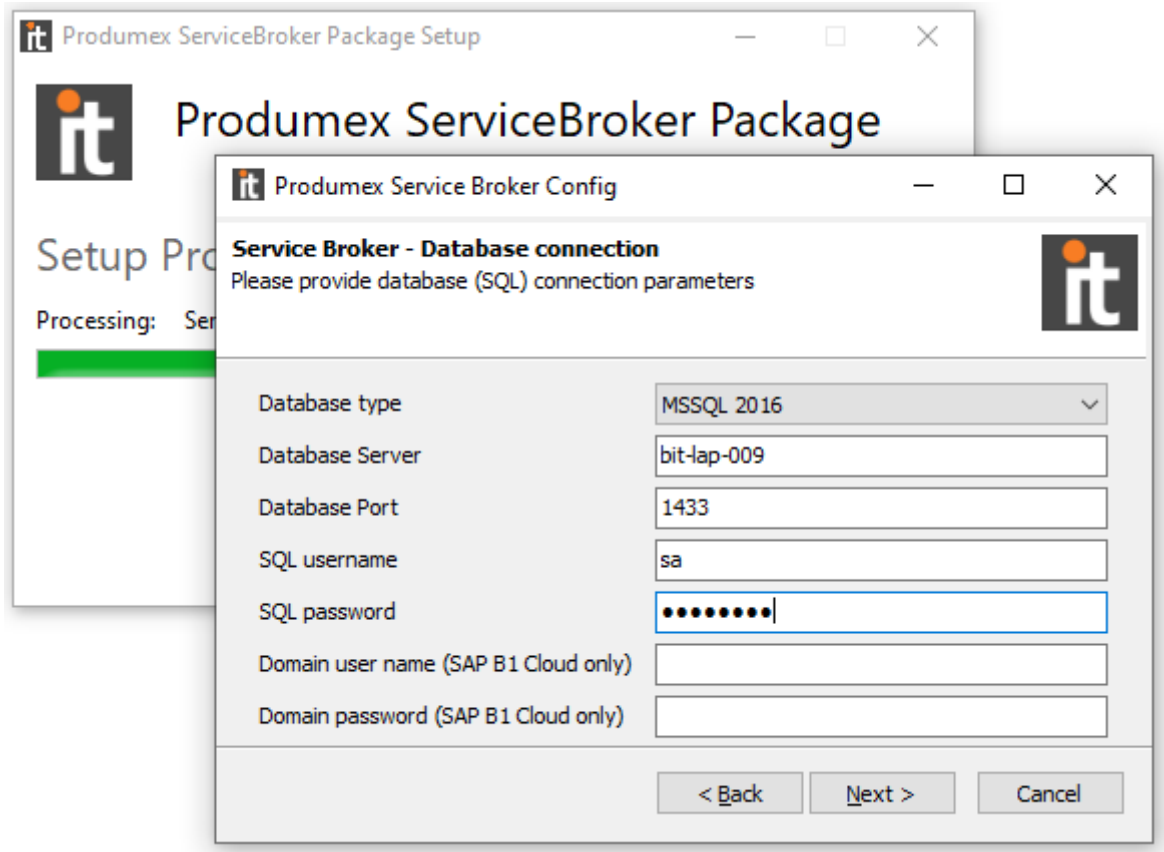 it Produmex ServiceBroker Package Setup
it Produmex ServiceBroker Package
Setup
Processing:
it Produmex Service Broker Config
Service Broker - Database connection
Please provide database (SQL) connection parameters
it
Database type MSSQL 2016
Database Server bit-lap-009
Database Port 1433
SQL username sa
SQL password ●●●●●●●●
Domain user name (SAP B1 Cloud only)
Domain password (SAP B1 Cloud only)
< Back Next > Cancel